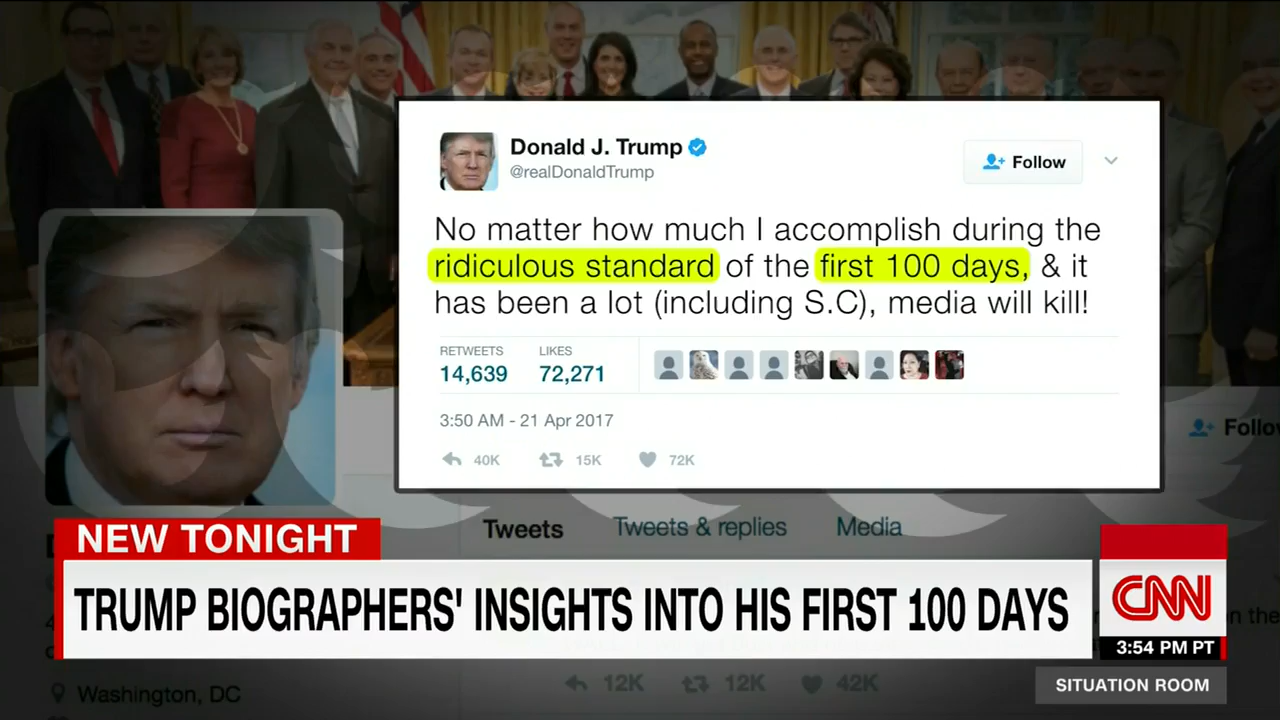 Donald J. Trump
@realDonaldTrump
Follow
No matter how much I accomplish during the
ridiculous standard of the first 100 days, & it
has been a lot (including S.C), media will kill!
RETWEETS LIKES
14,639 72,271
3:50 AM - 21 Apr 2017
40K 15K 72K
Tweets Tweets & replies Media
NEW TONIGHT
TRUMP BIOGRAPHERS' INSIGHTS INTO HIS FIRST 100 DAYS
CNN
3:54 PM PT
Washington, DC
12K 12K 42K
SITUATION ROOM